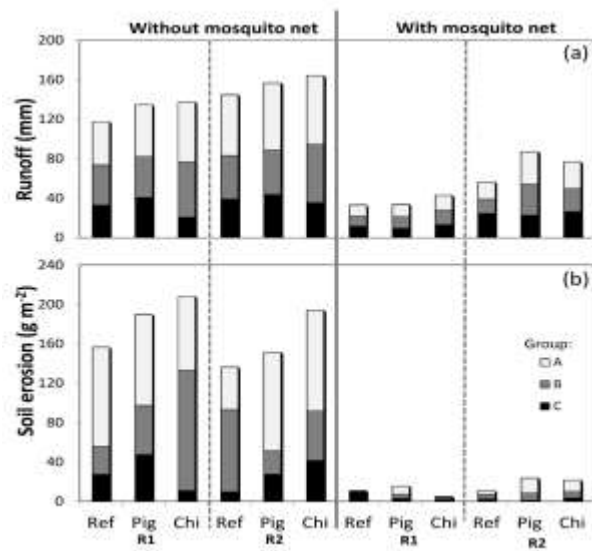 Without mosquito net With mosquito net
(a)
Runoff (mm)
200
160
120
80
40
0
(b)
Soil erosion (g m-2)
240
200
160
120
80
40
0
Group:
A
B
C
Ref Pig Chi Ref Pig Chi Ref Pig Chi Ref Pig Chi
R1 R2 R1 R2